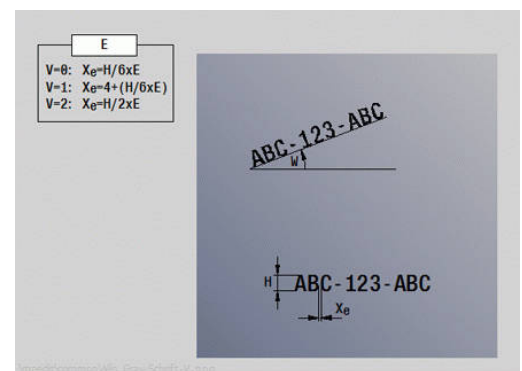 E
V=0: Xe=H/6xE
V=1: Xe=4+(H/6xE)
V=2: Xe=H/2xE
ABC-123-ABC
W
H
ABC-123-ABC
Xe